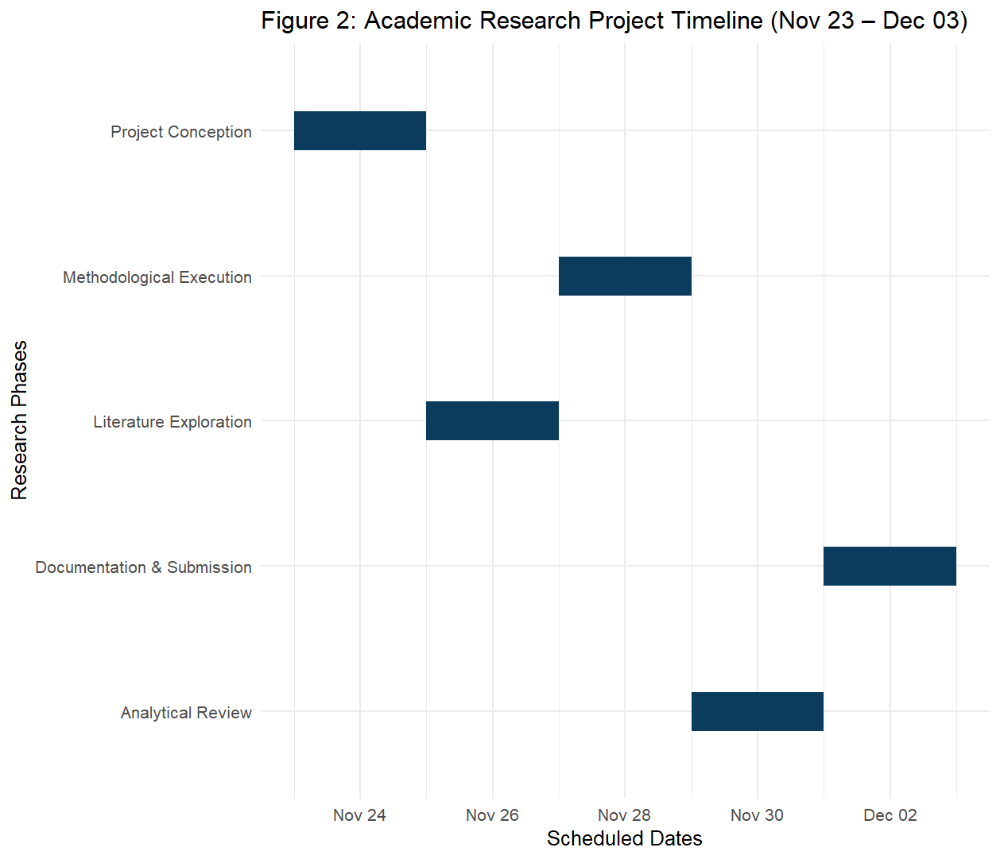 Figure 2: Academic Research Project Timeline (Nov 23 – Dec 03)
Project Conception
Methodological Execution
Literature Exploration
Documentation & Submission
Analytical Review
Research Phases
Nov 24
Nov 26
Nov 28
Nov 30
Dec 02
Scheduled Dates